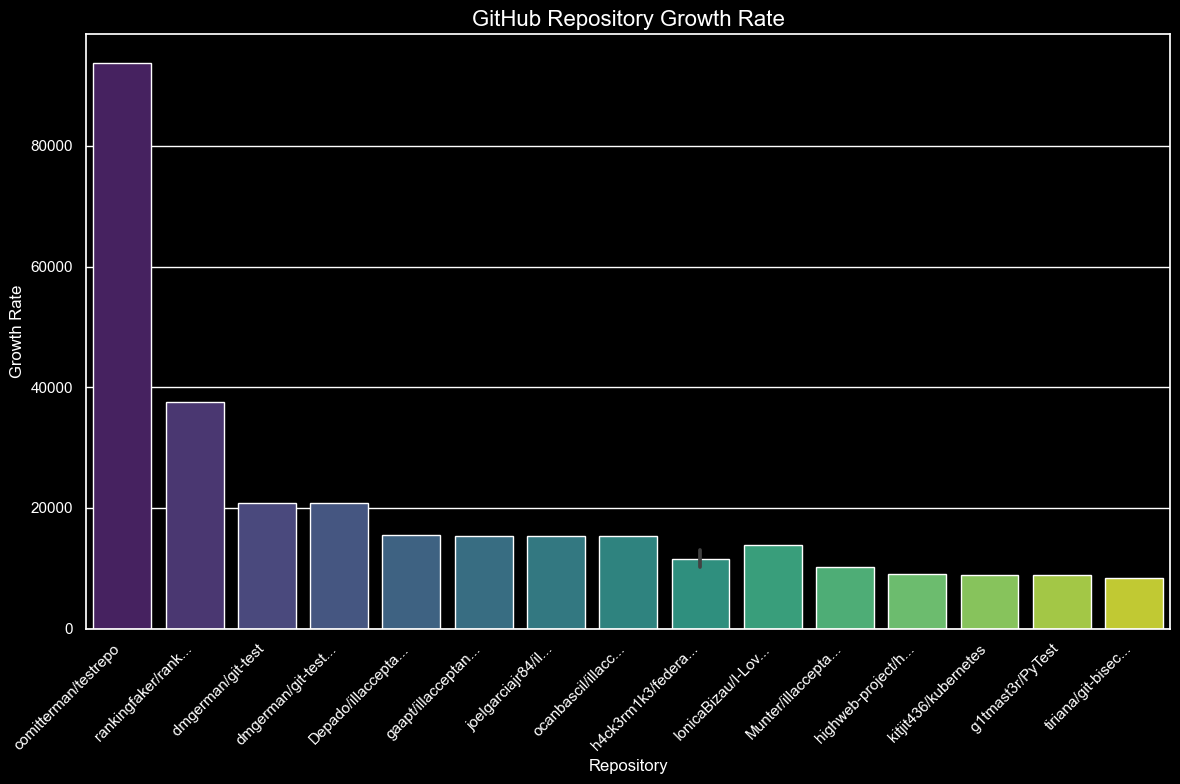 GitHub Repository Growth Rate
80000
60000
40000
20000
0
Growth Rate
comitterman/testrepo
rankingfaker/rank...
dmgerman/git-test
dmgerman/git-test...
Depado/illaccepta...
gaapt/illacceptan...
joelgarciajr84/il...
ocanbascil/illacc...
h4ck3rm1k3/federa...
IonicaBizau/I-Lov...
Munter/illaccepta...
highweb-project/h...
kitjit436/kubernetes
g1tmast3r/PyTest
tiriana/git-bisec...
Repository